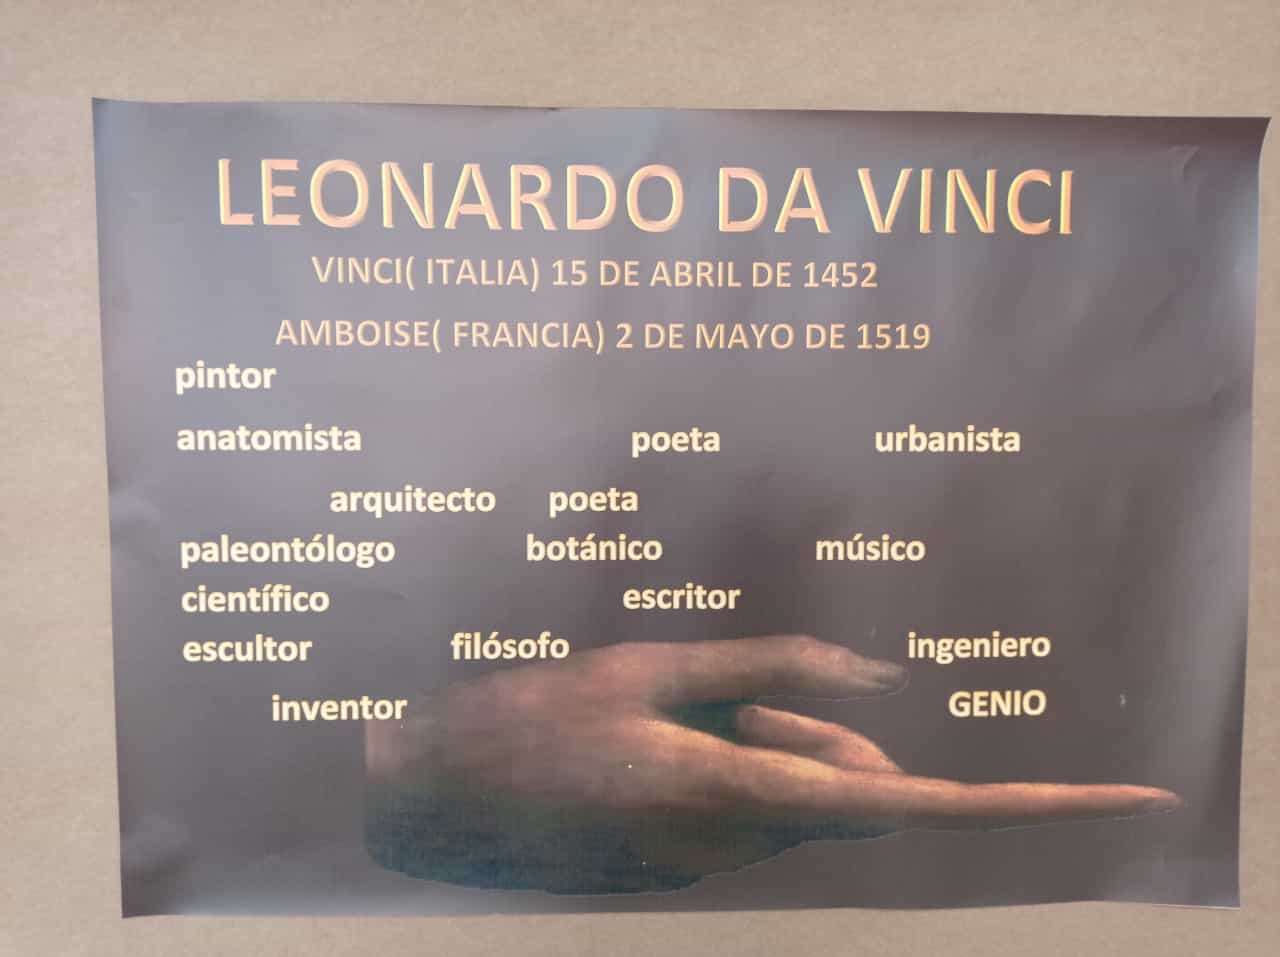 LEONARDO DA VINCI
VINCI( ITALIA) 15 DE ABRIL DE 1452
AMBOISE( FRANCIA) 2 DE MAYO DE 1519
pintor
anatomista poeta urbanista
arquitecto poeta
paleontólogo botánico músico
científico escritor
escultor filósofo ingeniero
inventor GENIO